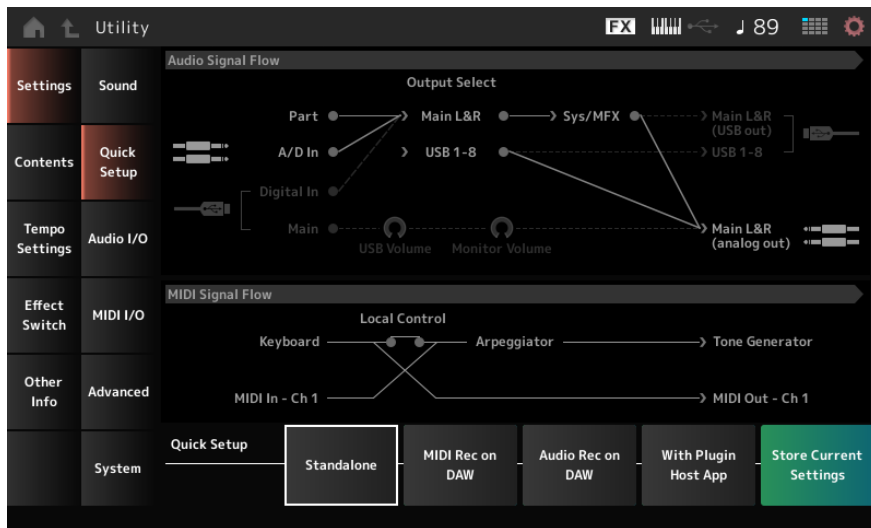 Utility
FX
♩ 89
Settings
Sound
Contents
Quick
Setup
Tempo
Settings
Audio I/O
Effect
Switch
MIDI I/O
Other
Info
Advanced
System
Audio Signal Flow
Output Select
Part
Main L&R
Sys/MFX
Main L&R
(USB out)
A/D In
USB 1-8
USB 1-8
Digital In
Main
USB Volume
Monitor Volume
Main L&R
(analog out)
MIDI Signal Flow
Local Control
Keyboard
Arpeggiator
Tone Generator
MIDI In - Ch 1
MIDI Out - Ch 1
Quick Setup
Standalone
MIDI Rec on
DAW
Audio Rec on
DAW
With Plugin
Host App
Store Current
Settings